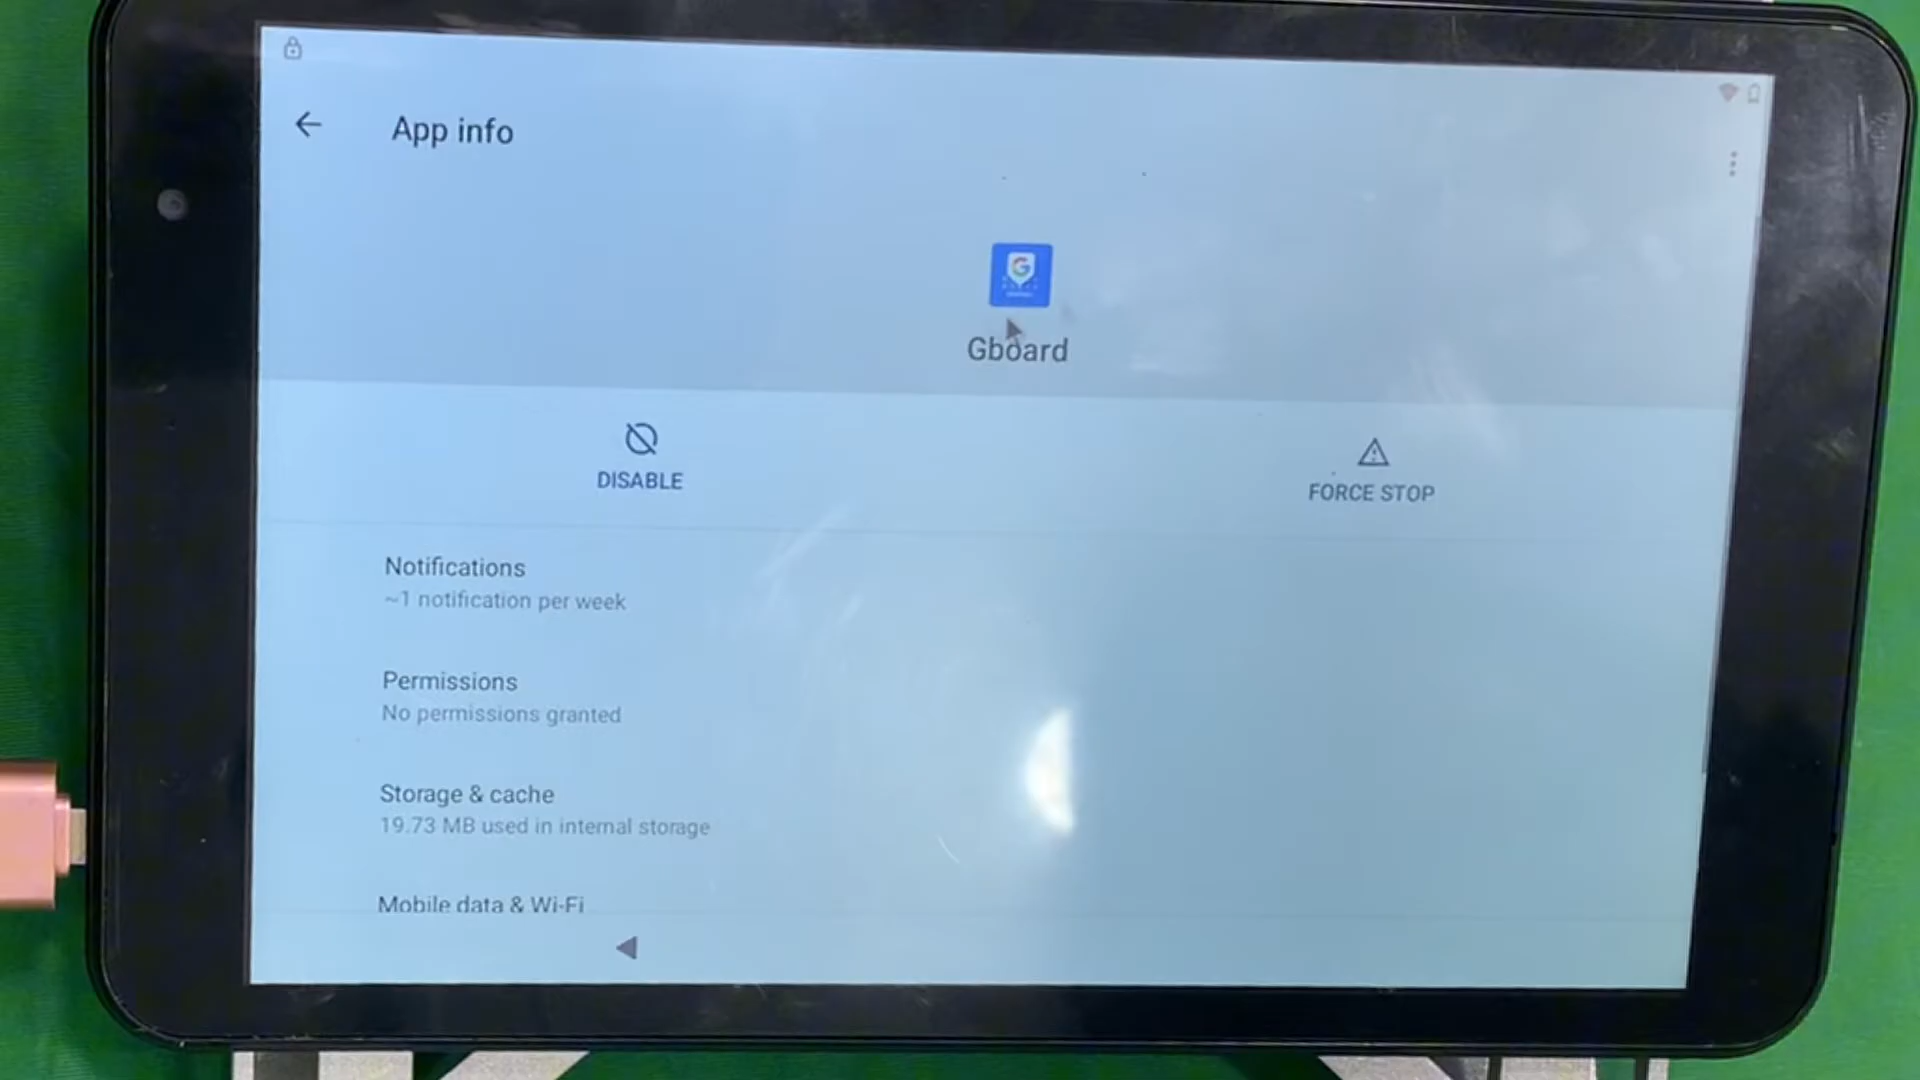 App info
Gboard
DISABLE
FORCE STOP
Notifications
~1 notification per week
Permissions
No permissions granted
Storage & cache
19.73 MB used in internal storage
Mobile data & Wi-Fi